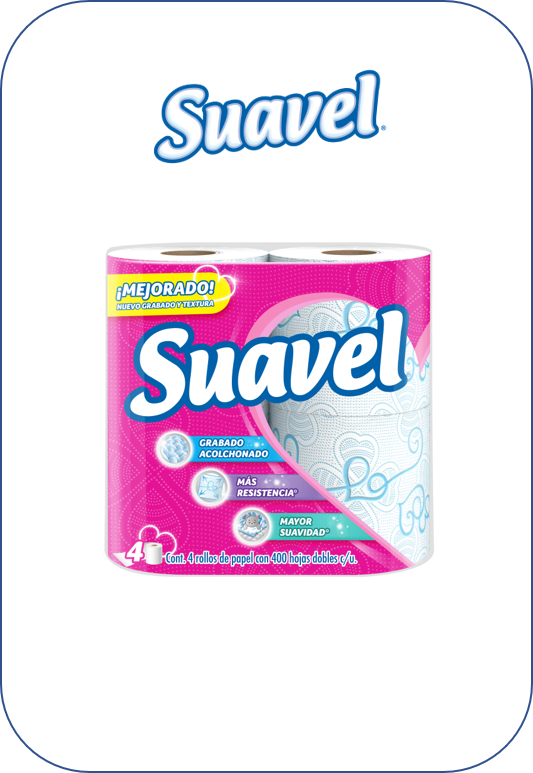 Suavel®
¡MEJORADO!
NUEVO GRABADO Y TEXTURA
Suavel
GRABADO
ACOLCHONADO
MÁS
RESISTENCIA
MAYOR
SUAVIDAD
4
Cont. 4 rollos de papel con 400 hojas dobles c/u.